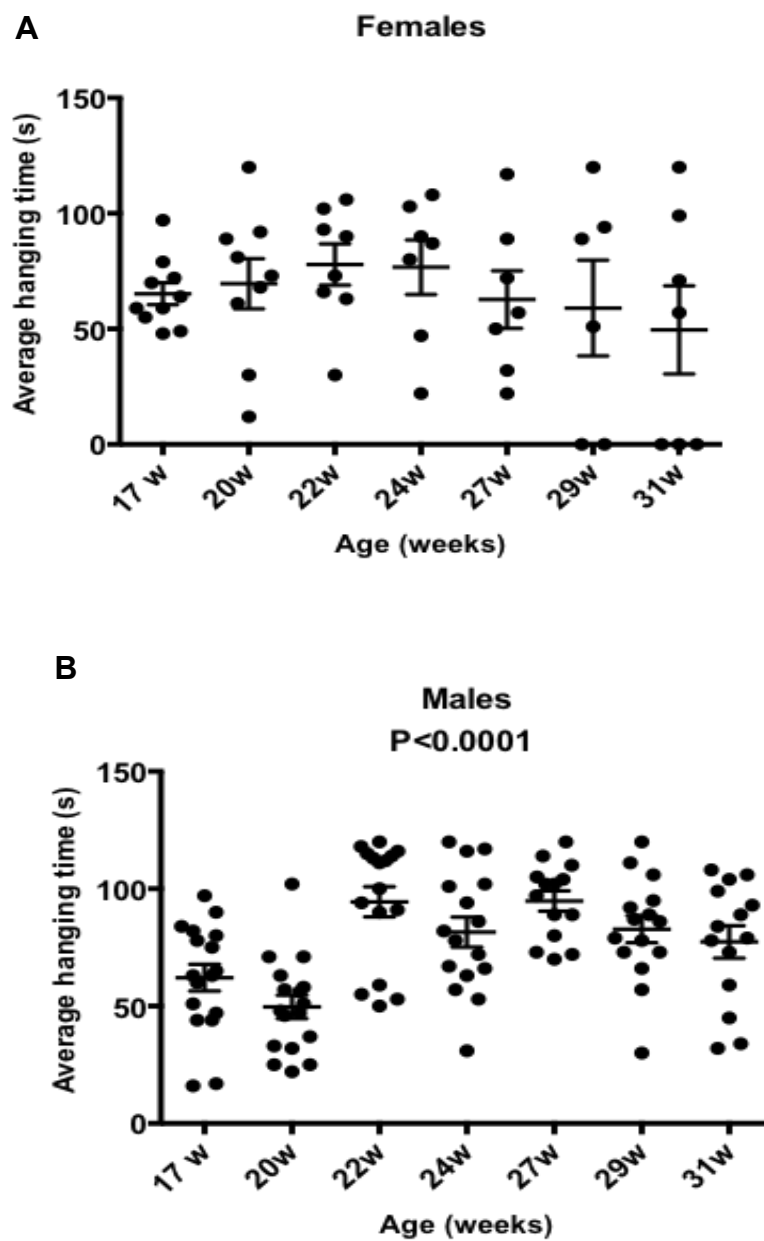 A
Females
Average hanging time (s)
150
100
50
0
17 w
20w
22w
24w
27w
29w
31w
Age (weeks)
B
Males
P<0.0001
Average hanging time (s)
150
100
50
0
17 w
20w
22w
24w
27w
29w
31w
Age (weeks)